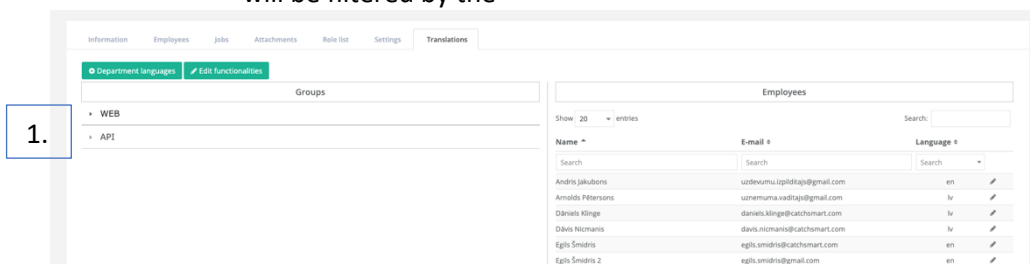 will be filtered by the
Information Employees Jobs Attachments Role list Settings Translations
Department languages Edit functionalities
Groups
WEB
API
1.
Employees
Show 20 entries Search:
Name E-mail Language
Search Search Search
Andris Jakubons uzdevumu.izpilditajs@gmail.com en
Arnolds Pētersons uznemuma.vaditajs@gmail.com lv
Dāniels Klinge daniels.klinge@catchsmart.com lv
Dāvis Nicmanis davis.nicmanis@catchsmart.com lv
Egils Šmidris egils.smidris@catchsmart.com en
Egils Šmidris 2 egils.smidris@gmail.com en